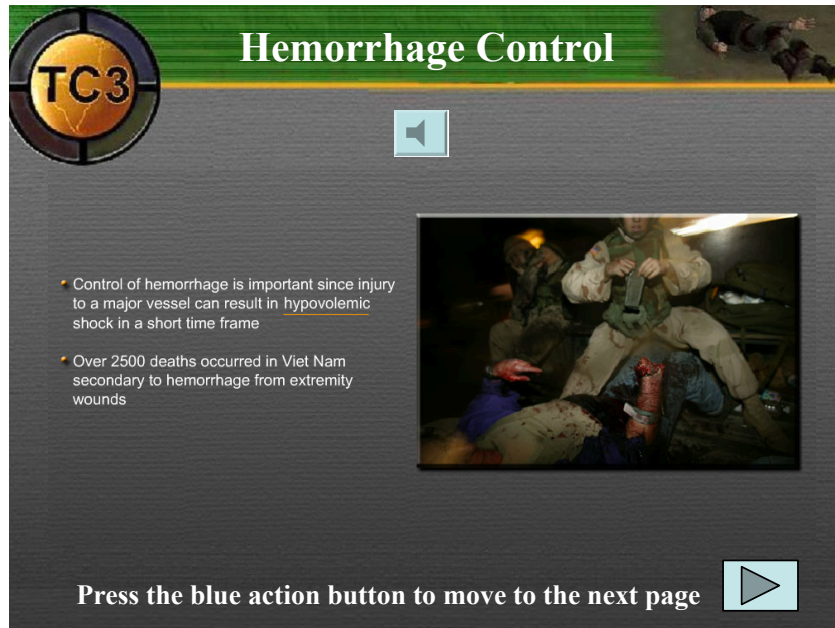 Hemorrhage Control
TC3
Control of hemorrhage is important since injury
to a major vessel can result in hypovolemic
shock in a short time frame
Over 2500 deaths occurred in Viet Nam
secondary to hemorrhage from extremity
wounds
Press the blue action button to move to the next page